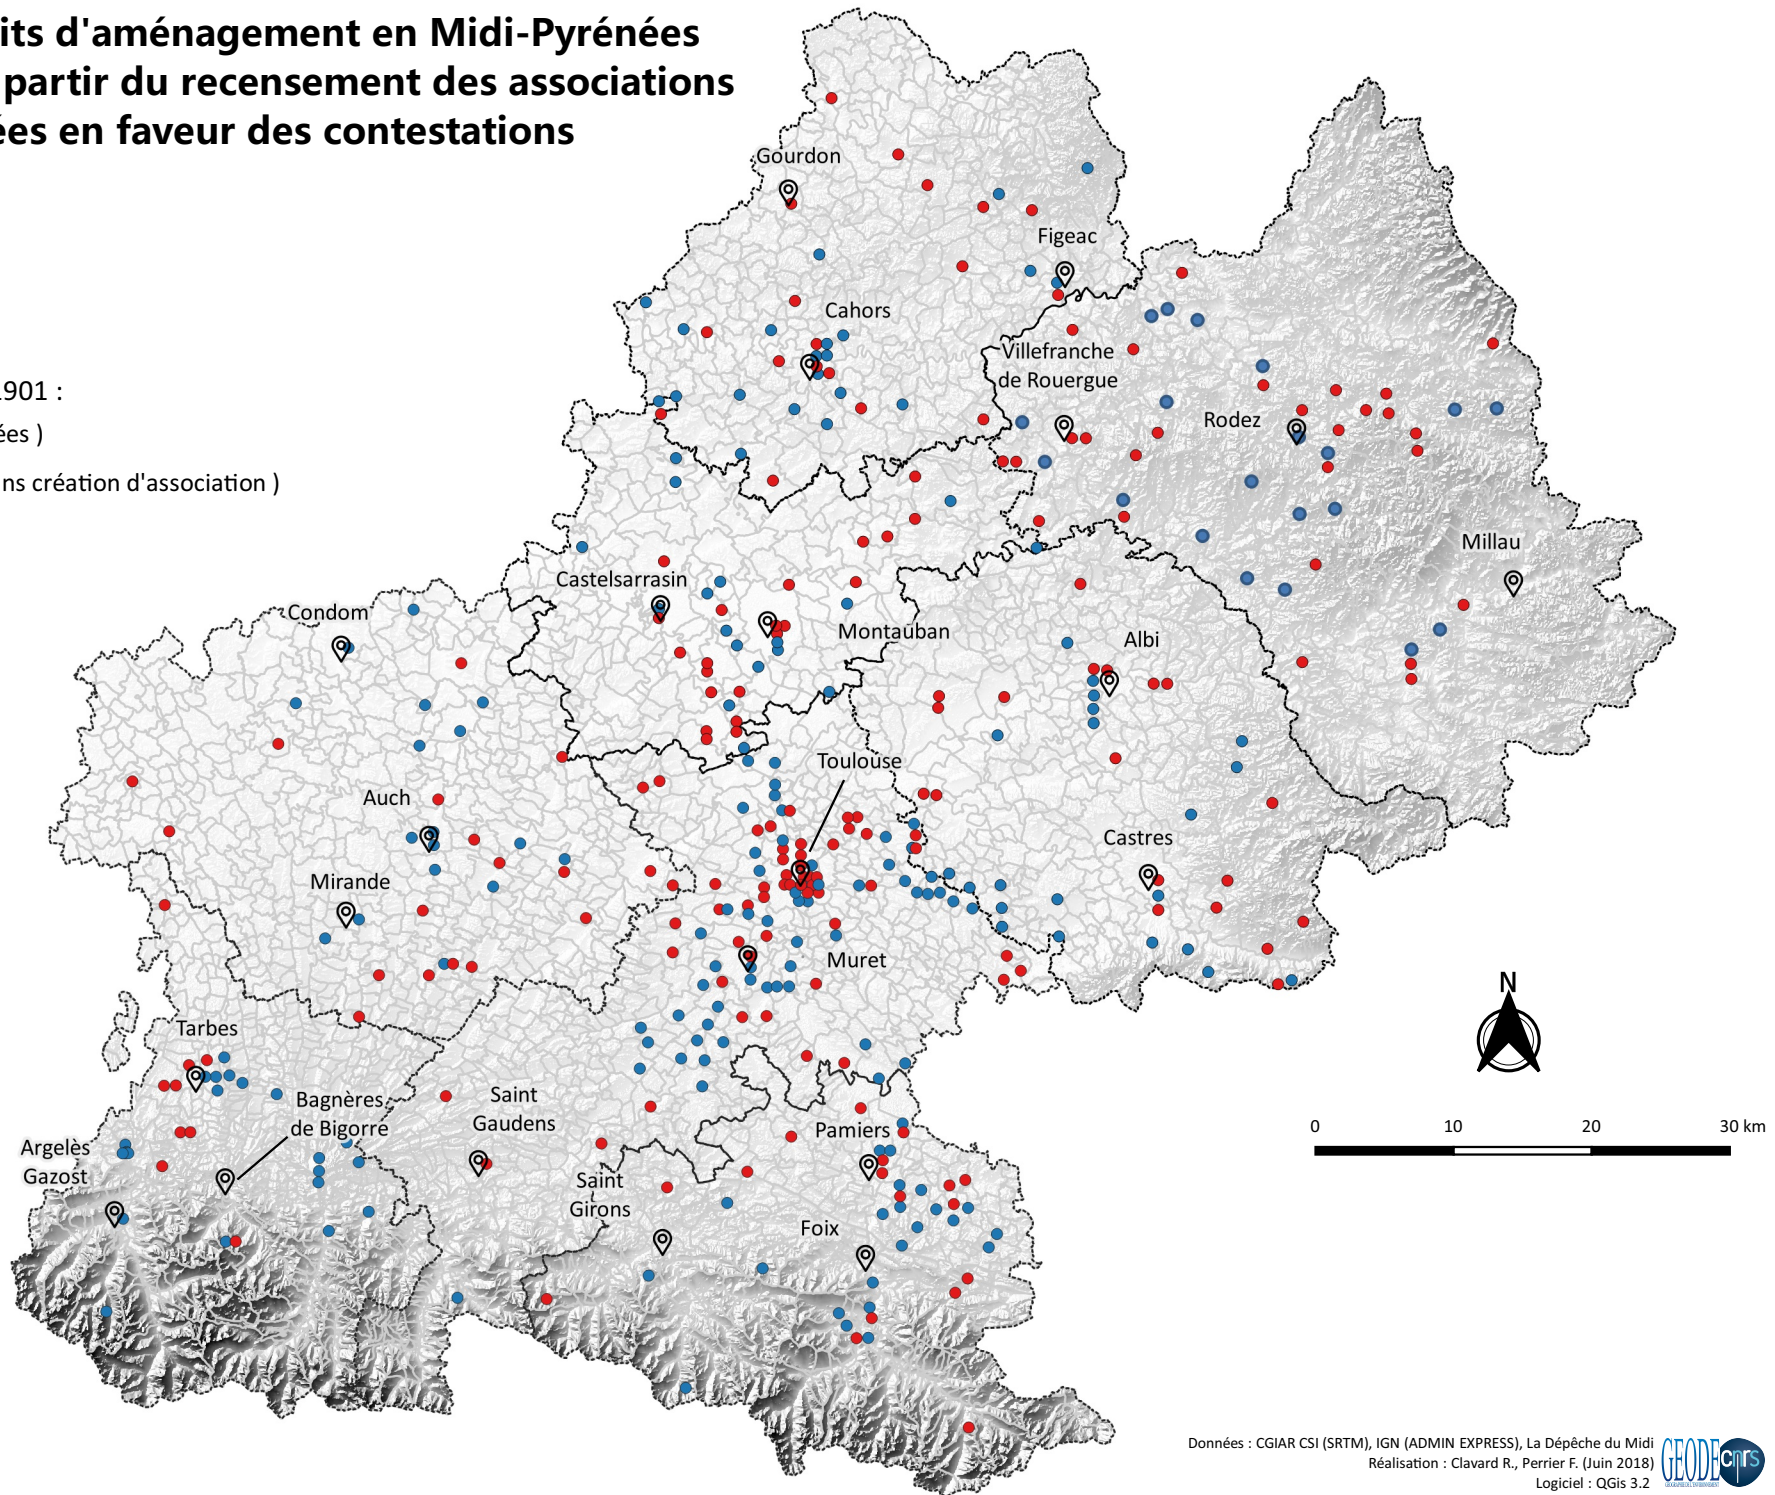 its d'aménagement en Midi-Pyrénées
partir du recensement des associations
ées en faveur des contestations
1901 :
ées )
ns création d'association )
Gourdon
Figeac
Cahors
Villefranche
de Rouergue
Rodez
Millau
Castelsarrasin
Condom
Montauban
Albi
Toulouse
Auch
Castres
Mirande
Muret
N
Tarbes
Saint
Gaudens
Bagnères
de Bigorre
Pamiers
0 10 20 30 km
Argelès
Gazost
Saint
Girons
Foix
Données : CGIAR CSI (SRTM), IGN (ADMIN EXPRESS), La Dépêche du Midi
Réalisation : Clavard R., Perrier F. (Juin 2018)
Logiciel : QGis 3.2
GEODE
cnrs